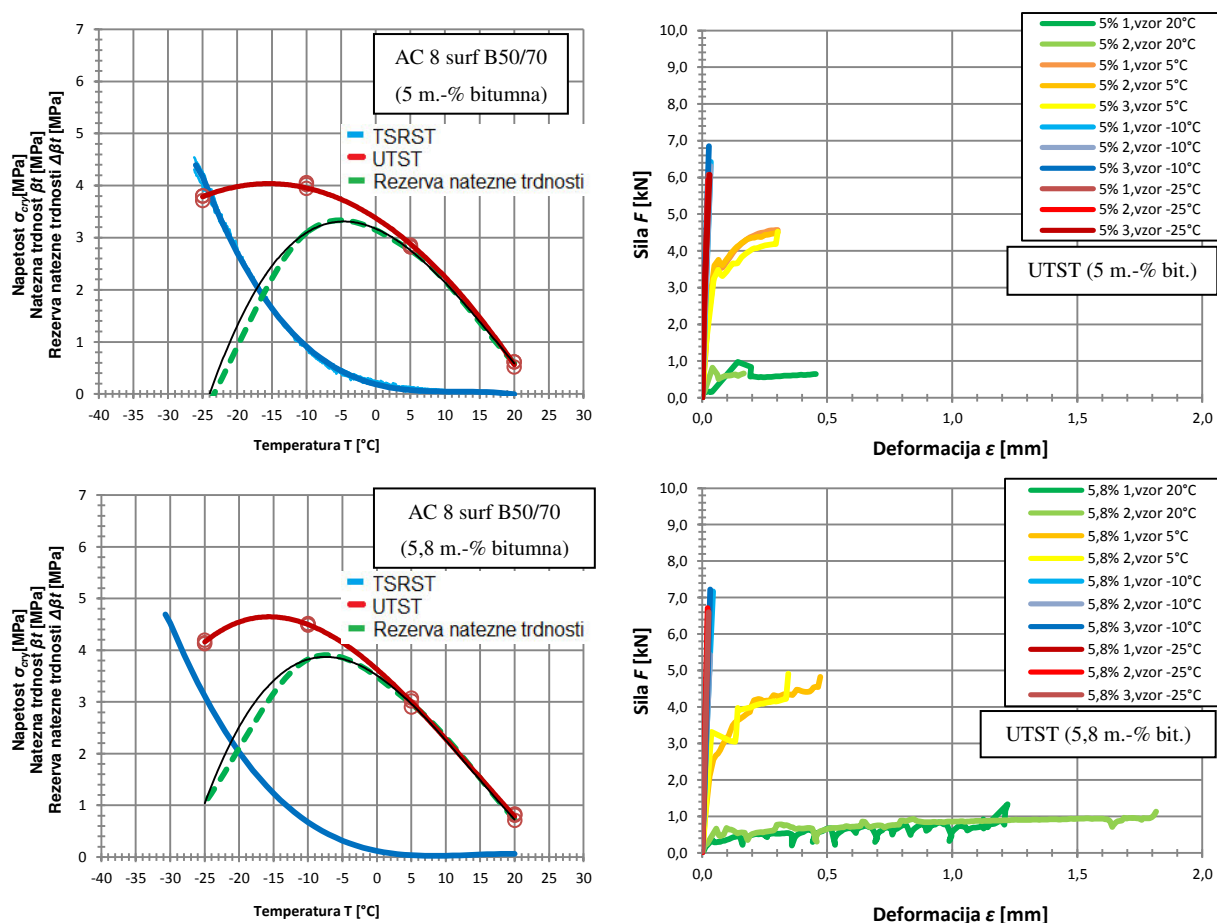 Napetost σcry[MPa]
Natezna trdnost βt [MPa]
Rezerva natezne trdnosti Δβt [MPa]
7
6
5
4
3
2
1
0
-40 -35 -30 -25 -20 -15 -10 -5 0 5 10 15 20 25 30
Temperatura T [°C]
AC 8 surf B50/70
(5 m.-% bitumna)
TSRST
UTST
Rezerva natezne trdnosti
Sila F [kN]
10,0
9,0
8,0
7,0
6,0
5,0
4,0
3,0
2,0
1,0
0,0
0,0 0,5 1,0 1,5 2,0
Deformacija ε [mm]
5% 1,vzor 20°C
5% 2,vzor 20°C
5% 1,vzor 5°C
5% 2,vzor 5°C
5% 3,vzor 5°C
5% 1,vzor -10°C
5% 2,vzor -10°C
5% 3,vzor -10°C
5% 1,vzor -25°C
5% 2,vzor -25°C
5% 3,vzor -25°C
UTST (5 m.-% bit.)
Napetost σcry[MPa]
Natezna trdnost βt [MPa]
Rezerva natezne trdnosti Δβt [MPa]
7
6
5
4
3
2
1
0
-40 -35 -30 -25 -20 -15 -10 -5 0 5 10 15 20 25 30
Temperatura T [°C]
AC 8 surf B50/70
(5,8 m.-% bitumna)
TSRST
UTST
Rezerva natezne trdnosti
Sila F [kN]
10,0
9,0
8,0
7,0
6,0
5,0
4,0
3,0
2,0
1,0
0,0
0,0 0,5 1,0 1,5 2,0
Deformacija ε [mm]
5,8% 1,vzor 20°C
5,8% 2,vzor 20°C
5,8% 1,vzor 5°C
5,8% 2,vzor 5°C
5,8% 1,vzor -10°C
5,8% 2,vzor -10°C
5,8% 3,vzor -10°C
5,8% 1,vzor -25°C
5,8% 2,vzor -25°C
5,8% 3,vzor -25°C
UTST (5,8 m.-% bit.)